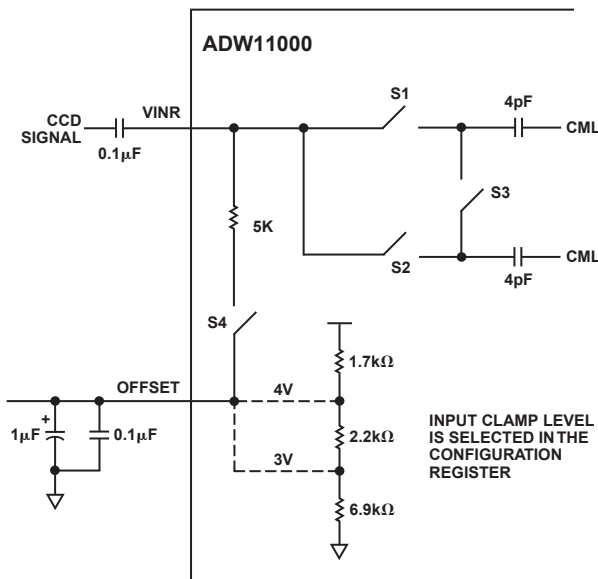 ADW11000
S1
4pF
CCD
SIGNAL
VINR
CML
0.1μF
S3
5K
S2
CML
4pF
S4
1.7kΩ
OFFSET
4V
+
1μF
0.1μF
2.2kΩ
INPUT CLAMP LEVEL
IS SELECTED IN THE
CONFIGURATION
REGISTER
3V
6.9kΩ